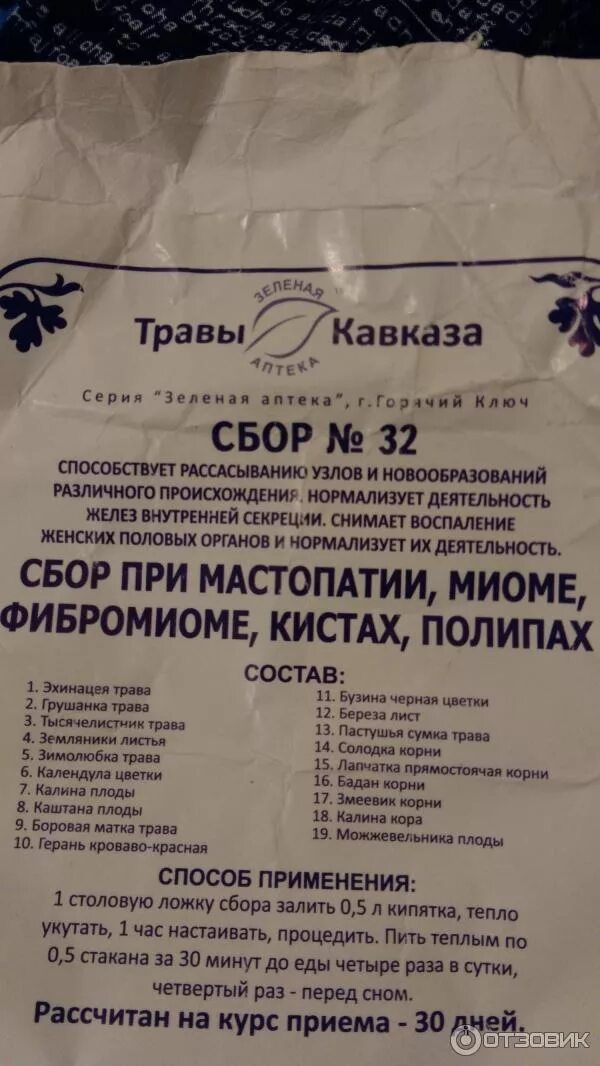 ЗЕЛЕНАЯ
Травы Кавказа
АПТЕКА
Серия "Зеленая аптека", г.Горячий Ключ
СБОР № 32
СПОСОБСТВУЕТ РАССАСЫВАНИЮ УЗЛОВ И НОВООБРАЗОВАНИЙ
РАЗЛИЧНОГО ПРОИСХОЖДЕНИЯ. НОРМАЛИЗУЕТ ДЕЯТЕЛЬНОСТЬ
ЖЕЛЕЗ ВНУТРЕННЕЙ СЕКРЕЦИИ. СНИМАЕТ ВОСПАЛЕНИЕ
ЖЕНСКИХ ПОЛОВЫХ ОРГАНОВ И НОРМАЛИЗУЕТ ИХ ДЕЯТЕЛЬНОСТЬ.
СБОР ПРИ МАСТОПАТИИ, МИОМЕ,
ФИБРОМИОМЕ, КИСТАХ, ПОЛИПАХ
СОСТАВ:
1. Эхинацея трава
2. Грушанка трава
3. Тысячелистник трава
4. Земляники листья
5. Зимолюбка трава
6. Календула цветки
7. Калина плоды
8. Каштана плоды
9. Боровая матка трава
10. Герань кроваво-красная
11. Бузина черная цветки
12. Береза лист
13. Пастушья сумка трава
14. Солодка корни
15. Лапчатка прямостоячая корни
16. Бадан корни
17. Змеевик корни
18. Калина кора
19. Можжевельника плоды
СПОСОБ ПРИМЕНЕНИЯ:
1 столовую ложку сбора залить 0,5 л кипятка, тепло
укутать, 1 час настаивать, процедить. Пить теплым по
0,5 стакана за 30 минут до еды четыре раза в сутки,
четвертый раз - перед сном.
Рассчитан на курс приема - 30 дней.
ОТЗОВИК